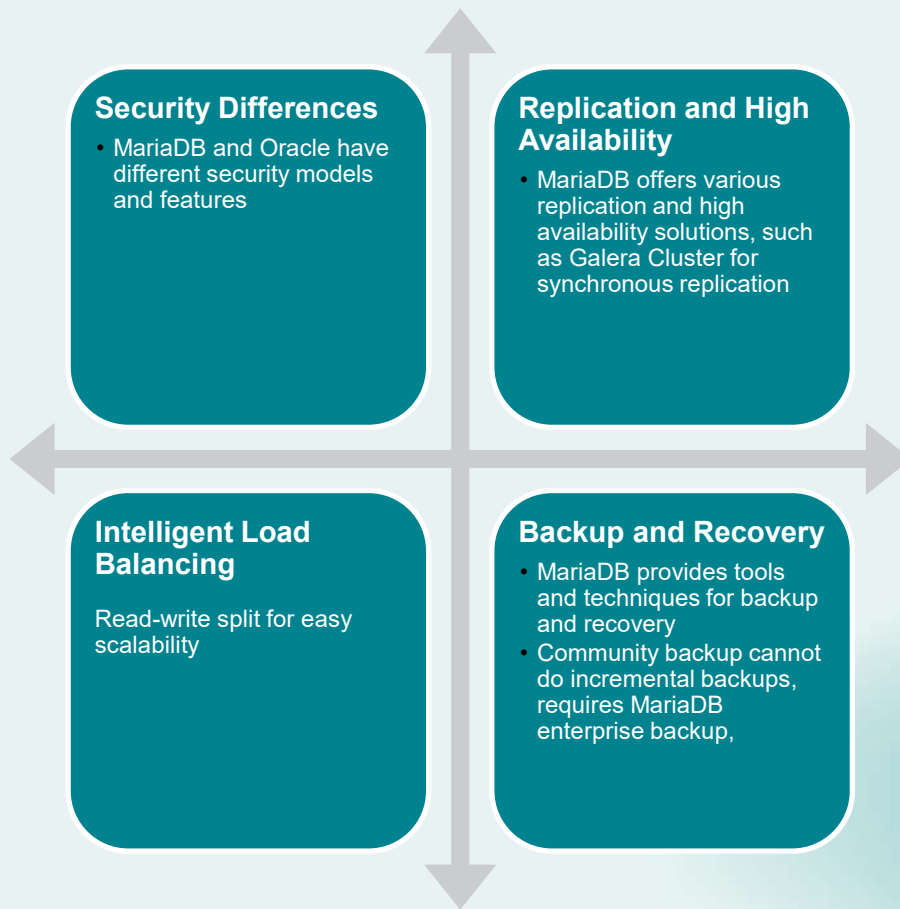 Security Differences
• MariaDB and Oracle have
different security models
and features
Replication and High
Availability
• MariaDB offers various
replication and high
availability solutions, such
as Galera Cluster for
synchronous replication
Intelligent Load
Balancing
Read-write split for easy
scalability
Backup and Recovery
• MariaDB provides tools
and techniques for backup
and recovery
• Community backup cannot
do incremental backups,
requires MariaDB
enterprise backup,